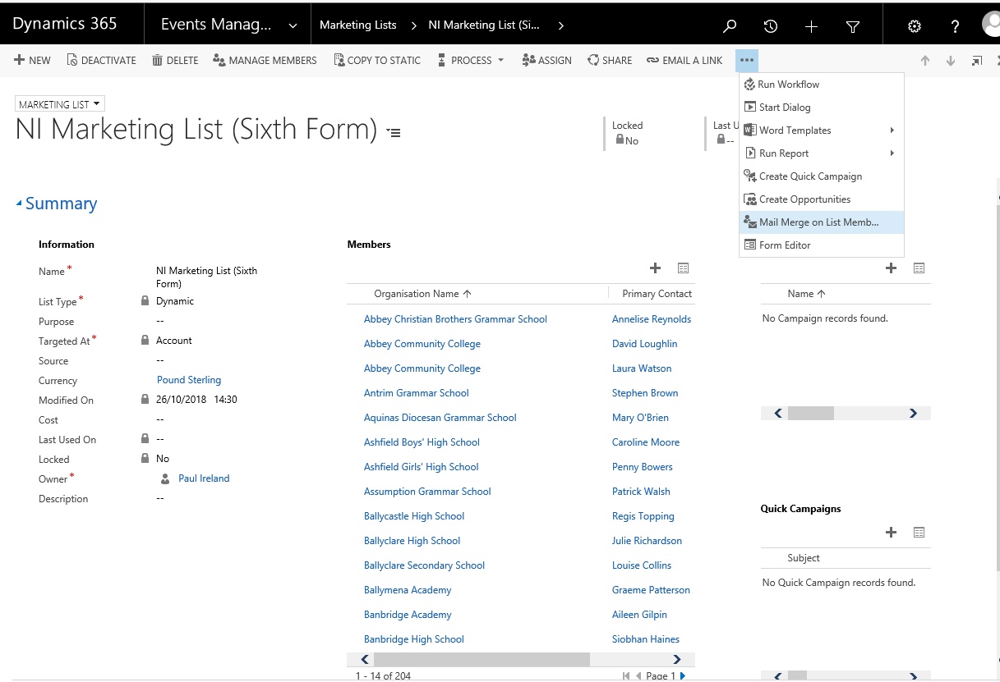 Dynamics 365 Events Manag... Marketing Lists NI Marketing List (Si...
NEW DEACTIVATE DELETE MANAGE MEMBERS COPY TO STATIC PROCESS ASSIGN SHARE EMAIL A LINK
Run Workflow
Start Dialog
Word Templates
Run Report
Create Quick Campaign
Create Opportunities
Mail Merge on List Memb...
Form Editor
MARKETING LIST
NI Marketing List (Sixth Form)
Locked
No
Last U
--
Summary
Information
Name*
NI Marketing List (Sixth
Form)
List Type* Dynamic
Purpose --
Targeted At* Account
Source --
Currency Pound Sterling
Modified On 26/10/2018 14:30
Cost --
Last Used On --
Locked No
Owner* Paul Ireland
Description --
Members
Organisation Name Primary Contact
Abbey Christian Brothers Grammar School Annelise Reynolds
Abbey Community College David Loughlin
Abbey Community College Laura Watson
Antrim Grammar School Stephen Brown
Aquinas Diocesan Grammar School Mary O'Brien
Ashfield Boys' High School Caroline Moore
Ashfield Girls' High School Penny Bowers
Assumption Grammar School Patrick Walsh
Ballycastle High School Regis Topping
Ballyclare High School Julie Richardson
Ballyclare Secondary School Louise Collins
Ballymena Academy Graeme Patterson
Banbridge Academy Aileen Gilpin
Banbridge High School Siobhan Haines
1 - 14 of 204 Page 1
Name
No Campaign records found.
Quick Campaigns
Subject
No Quick Campaign records found.